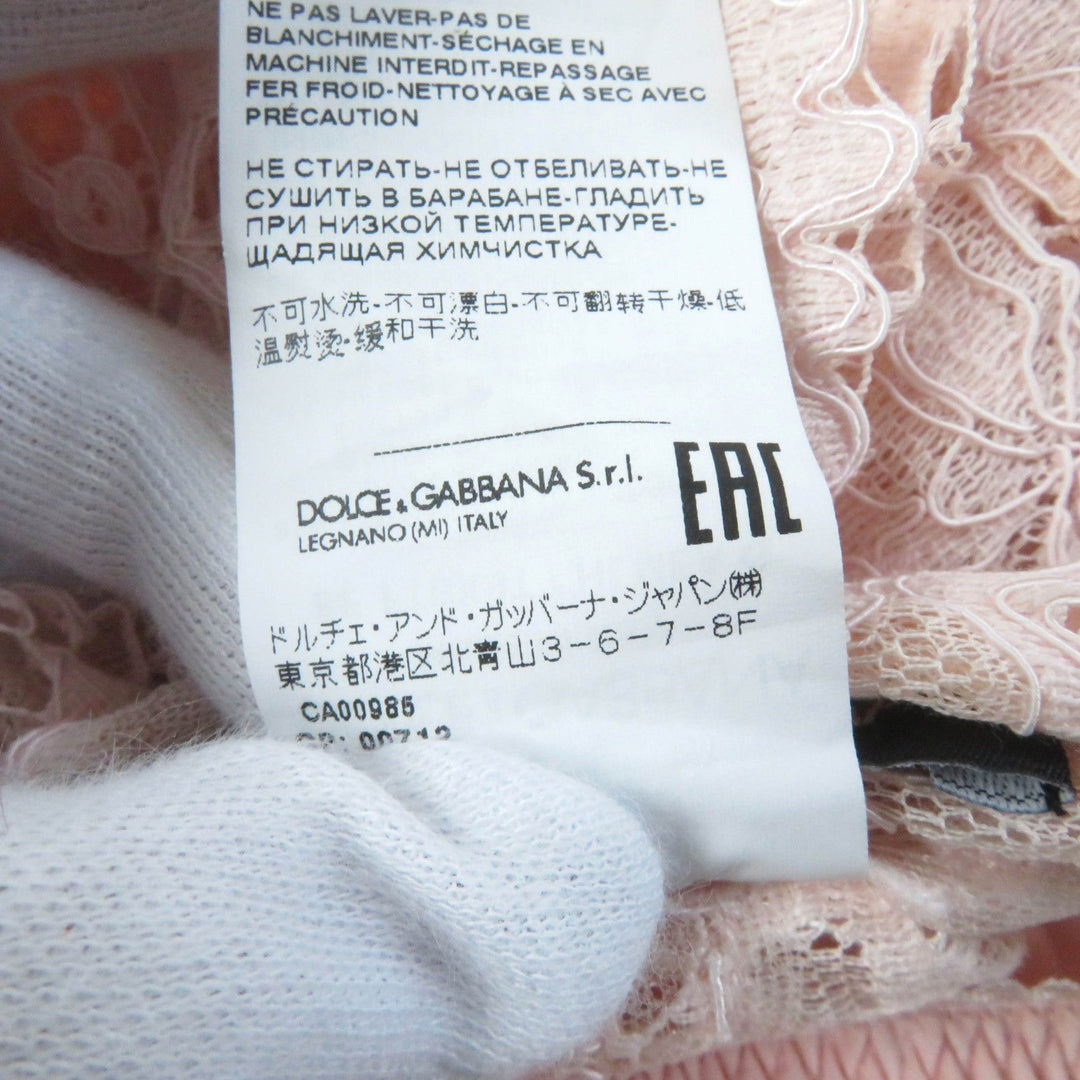 NE PAS LAVER-PAS DE
BLANCHIMENT-SÉCHAGE EN
MACHINE INTERDIT-REPASSAGE
FER FROID-NETTOYAGE À SEC AVEC
PRÉCAUTION
НЕ СТИРАТЬ-НЕ ОТБЕЛИВАТЬ-НЕ
СУШИТЬ В БАРАБАНЕ-ГЛАДИТЬ
ПРИ НИЗКОЙ ТЕМПЕРАТУРЕ-
ЩАДЯЩАЯ ХИМЧИСТКА
不可水洗-不可漂白-不可翻转干燥-低
温熨烫-缓和干洗
DOLCE & GABBANA S.r.l.
LEGNANO (MI) ITALY
EAC
ドルチェ・アンド・ガッバーナ・ジャパン㈱
東京都港区北青山3-6-7-8F
CA00985